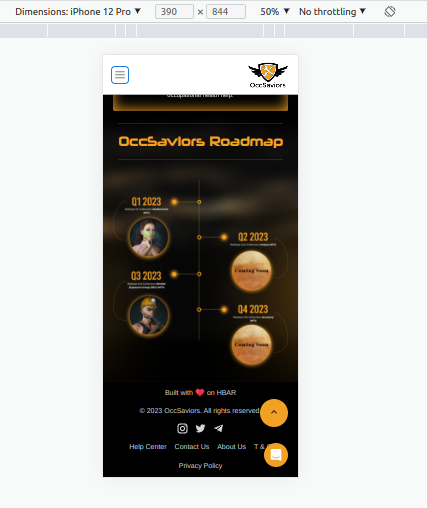 Dimensions: iPhone 12 Pro ▼ 390 × 844 50% ▼ No throttling ▼
OccSaviors
occupational health help.
OccSaviors Roadmap
Q1 2023
Q2 2023
Coming Soon
Q3 2023
Q4 2023
Coming Soon
Built with ❤️ on HBAR
© 2023 OccSaviors. All rights reserved
Help Center Contact Us About Us T &
Privacy Policy